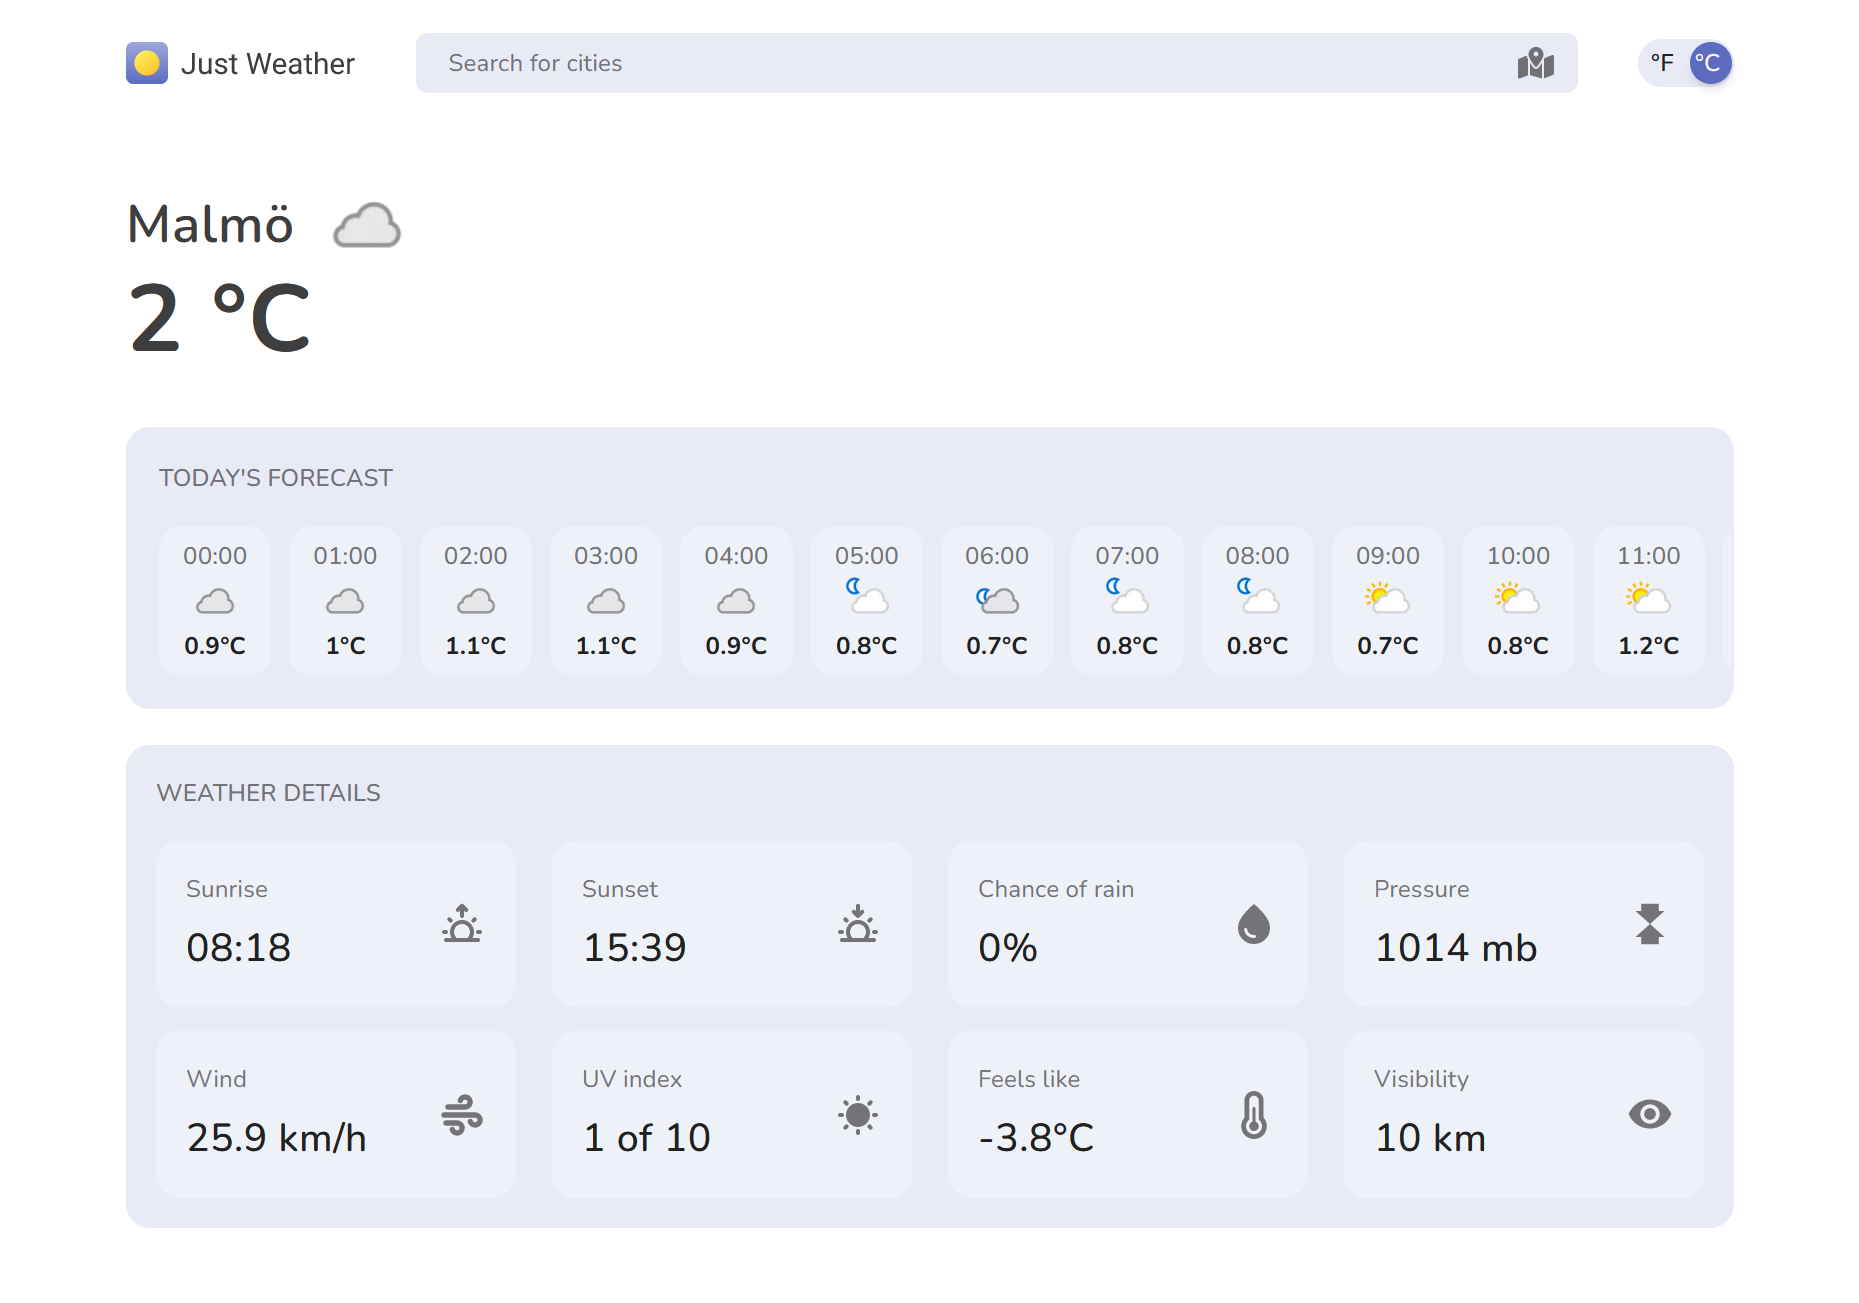 Just Weather
Search for cities
°F °C
Malmö
2 °C
TODAY'S FORECAST
00:00 01:00 02:00 03:00 04:00 05:00 06:00 07:00 08:00 09:00 10:00 11:00
0.9°C 1°C 1.1°C 1.1°C 0.9°C 0.8°C 0.7°C 0.8°C 0.8°C 0.7°C 0.8°C 1.2°C
WEATHER DETAILS
Sunrise Sunset Chance of rain Pressure
08:18 15:39 0% 1014 mb
Wind UV index Feels like Visibility
25.9 km/h 1 of 10 -3.8°C 10 km